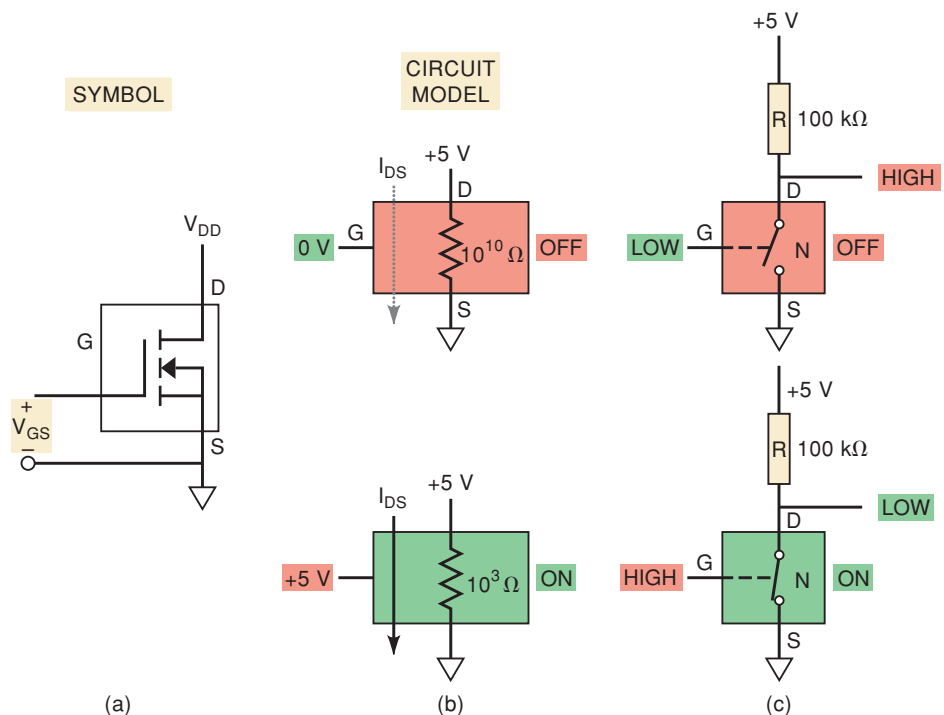 SYMBOL
V_DD
D
G
+
V_GS
–
S
(a)
CIRCUIT
MODEL
+5 V
I_DS
D
G
0 V
10^10 Ω
OFF
S
+5 V
I_DS
+5 V
10^3 Ω
ON
(b)
+5 V
R 100 kΩ
HIGH
D
LOW
G
N
OFF
S
+5 V
R 100 kΩ
LOW
D
HIGH
G
N
ON
S
(c)